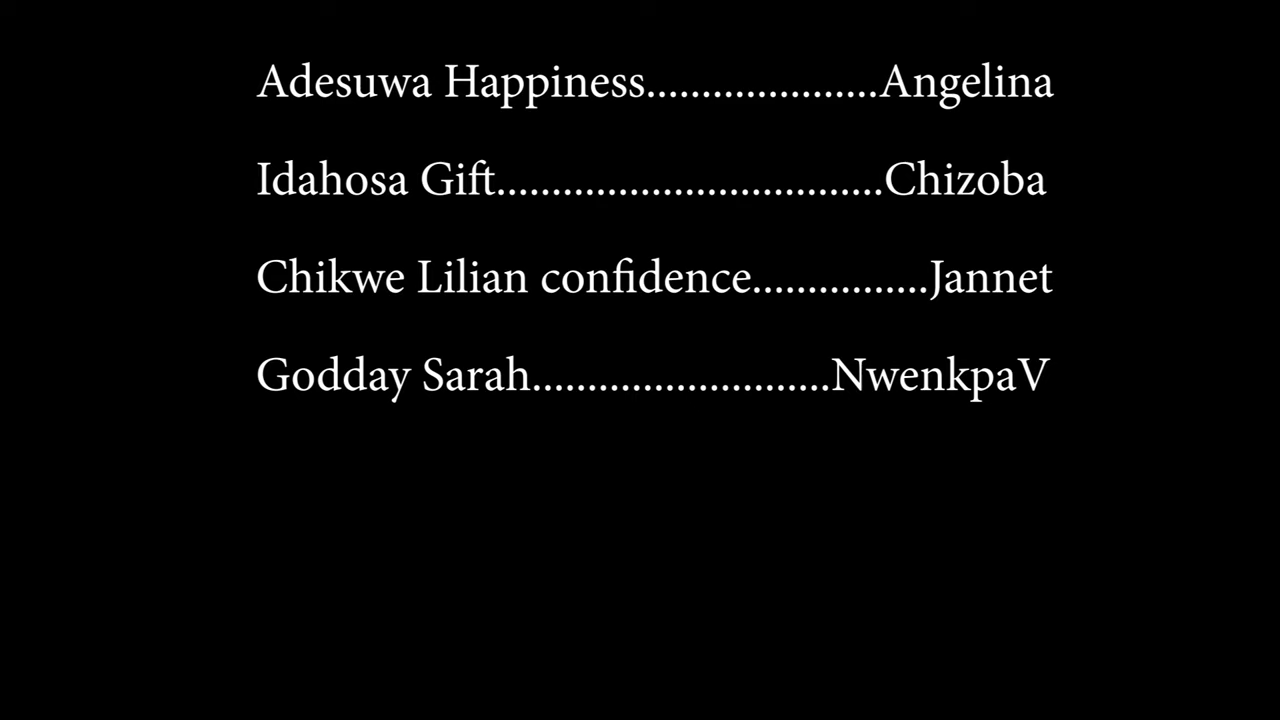 Adesuwa Happiness.....................Angelina
Idahosa Gift...................................Chizoba
Chikwe Lilian confidence................Jannet
Godday Sarah...........................NwenkpaV